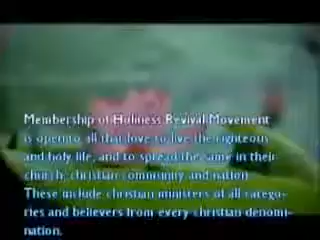 Membership of Holiness Revival Movement
is open to all that love to live the righteous
and holy life, and to spread the same in their
church, christian community and nation.
These include christian ministers of all catego-
ries and believers from every christian denomi-
nation.